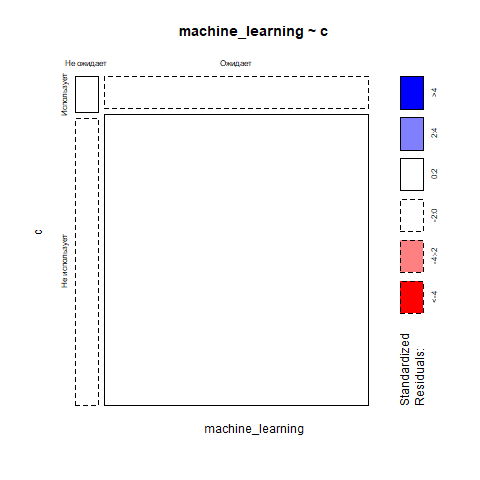 machine_learning ~ c
Не ожидает
Ожидает
Использует
Не использует
c
machine_learning
Standardized
Residuals:
<-4
-4:-2
-2:0
0:2
2:4
>4